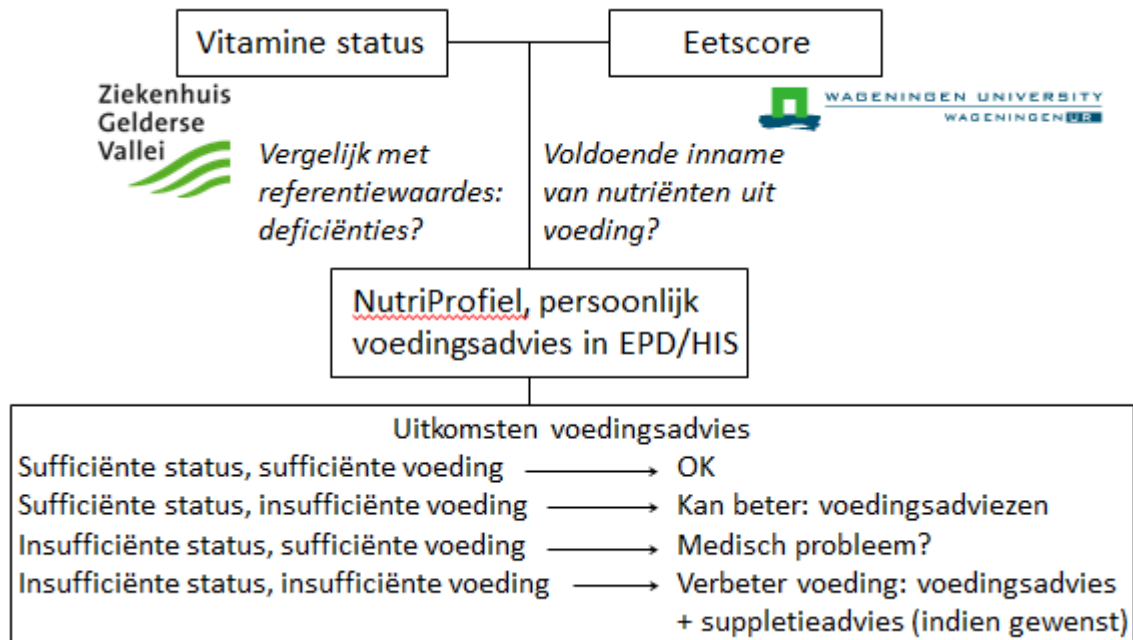 Vitamine status
Eetscore
Ziekenhuis
Gelderse
Vallei
WAGENINGEN UNIVERSITY
WAGENINGEN UR
Vergelijk met
referentiewaardes:
deficiënties?
Voldoende inname
van nutriënten uit
voeding?
NutriProfiel, persoonlijk
voedingsadvies in EPD/HIS
Uitkomsten voedingsadvies
Sufficiënte status, sufficiënte voeding → OK
Sufficiënte status, insufficiënte voeding → Kan beter: voedingsadviezen
Insufficiënte status, sufficiënte voeding → Medisch probleem?
Insufficiënte status, insufficiënte voeding → Verbeter voeding: voedingsadvies
+ suppletieadvies (indien gewenst)